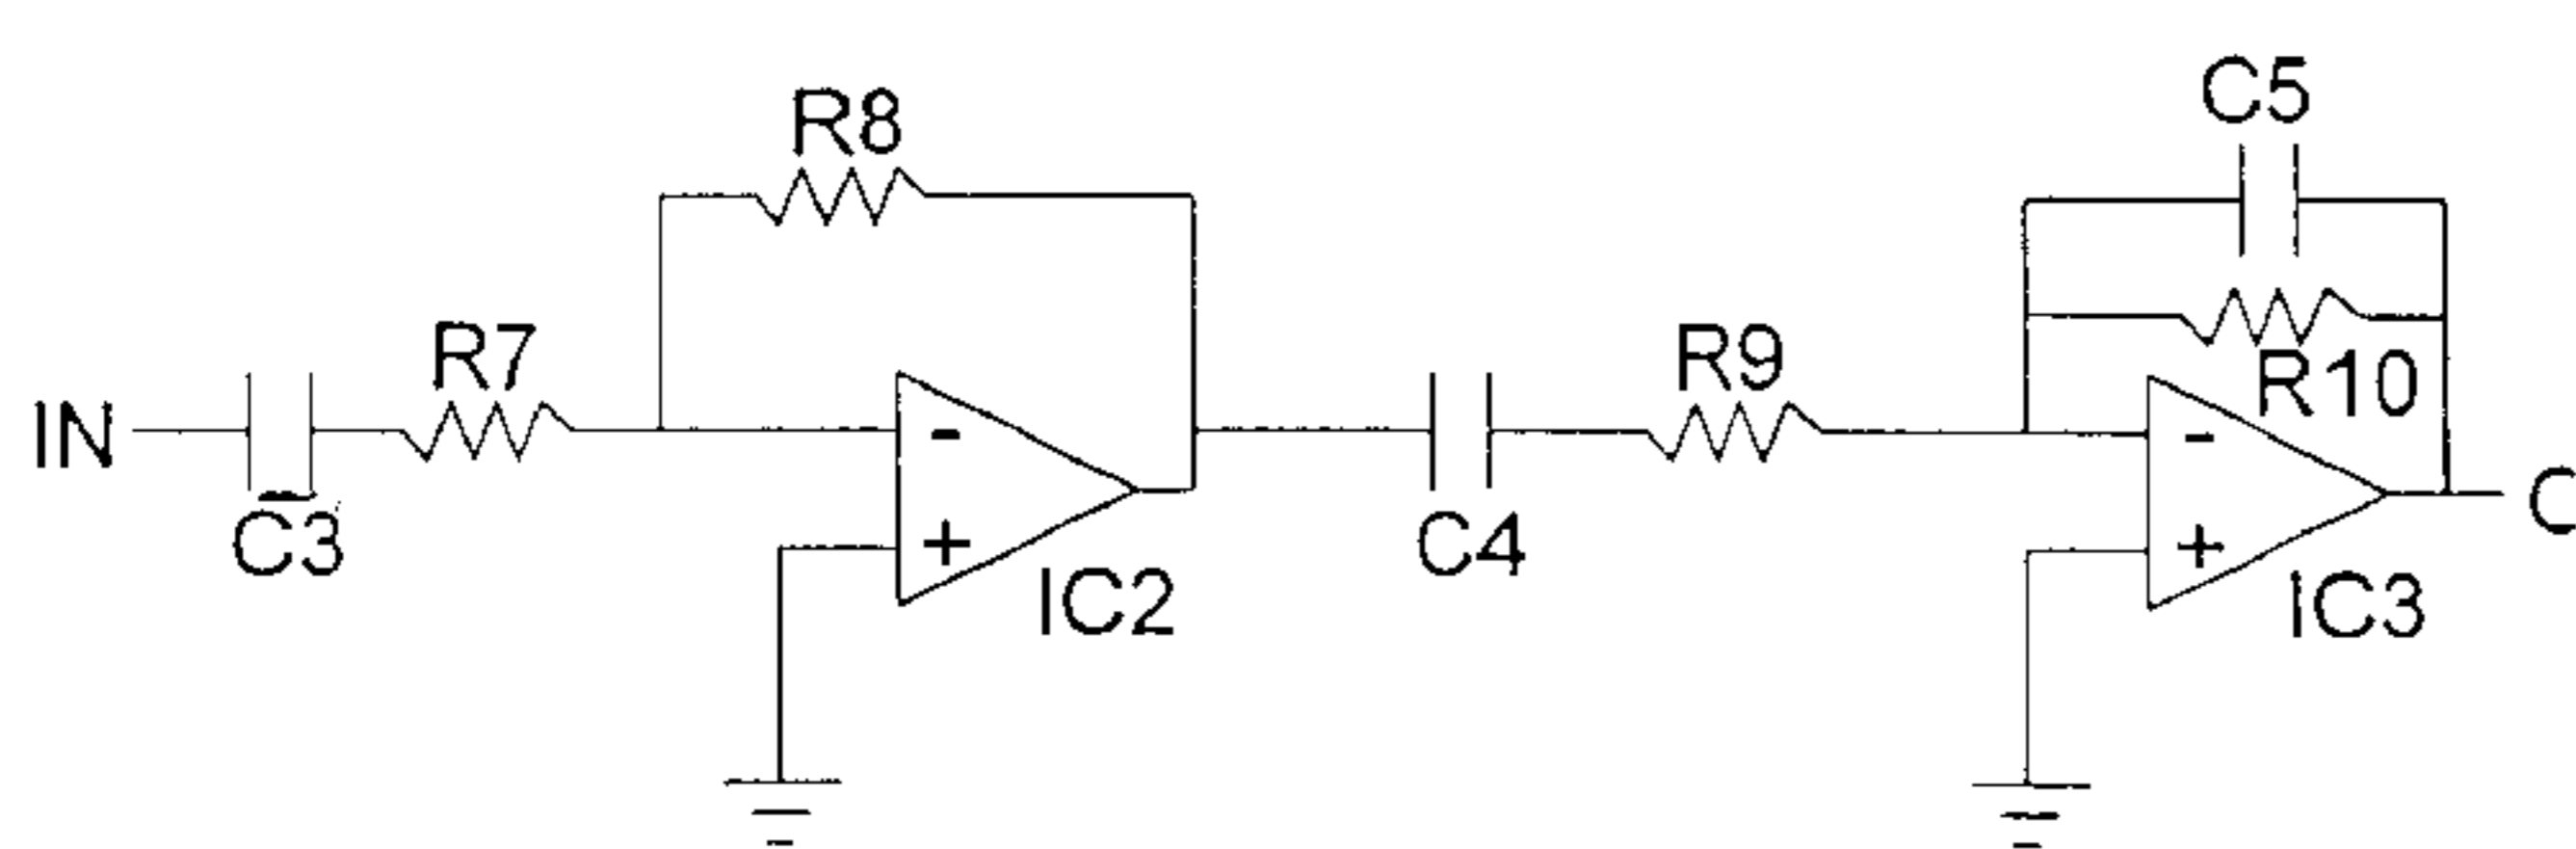 C5
R8
R7
R9
R10
IN
-
-
C3
+
IC2
C4
+
IC3